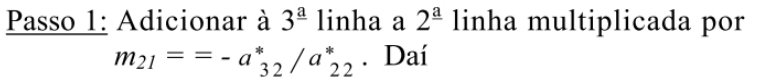 Passo 1: Adicionar à 3ª linha a 2ª linha multiplicada por
m21 = = - a*32 / a*22 . Daí